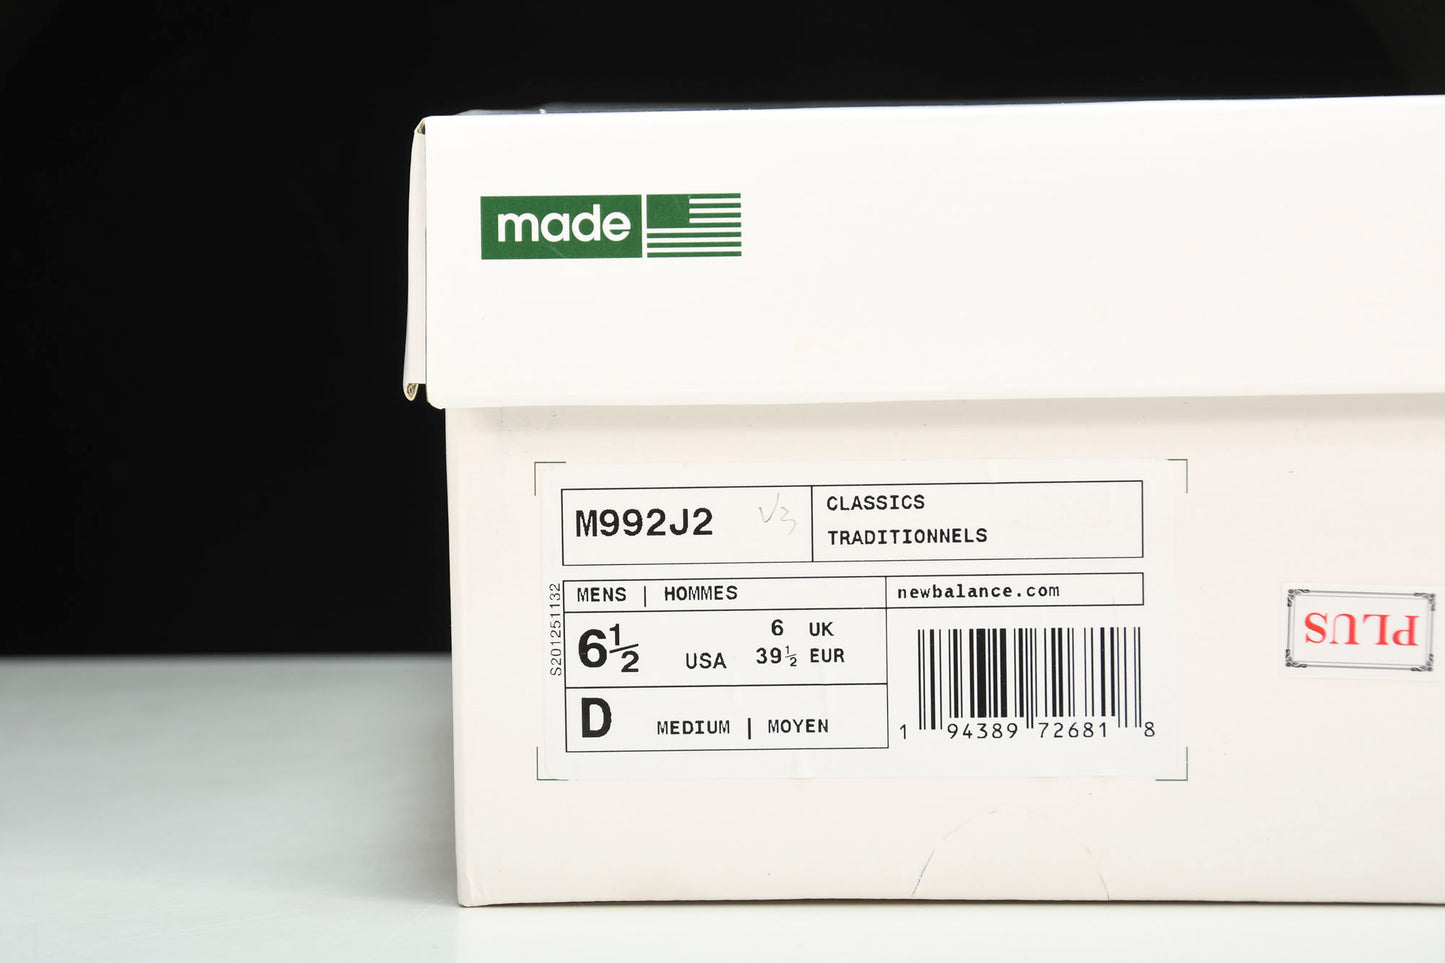 made
M992J2
V3
CLASSICS
TRADITIONNELS
S201251132
MENS | HOMMES
newbalance.com
6½ USA
6 UK
39½ EUR
D MEDIUM | MOYEN
1 94389 72681 8
PLUS